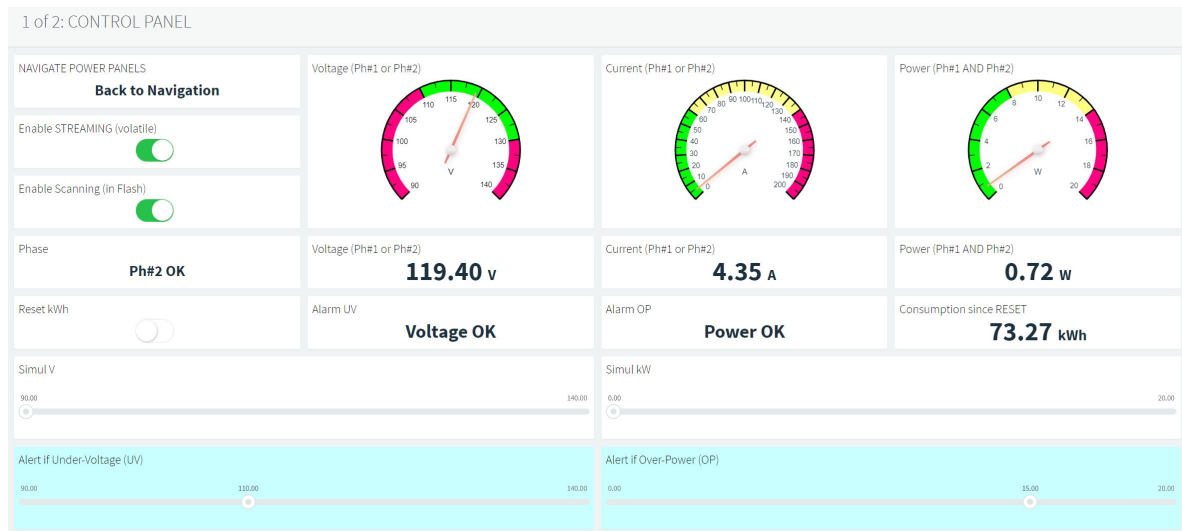 1 of 2: CONTROL PANEL
NAVIGATE POWER PANELS
Back to Navigation
Enable STREAMING (volatile)
Enable Scanning (in Flash)
Voltage (Ph#1 or Ph#2)
90 95 100 105 110 115 120 125 130 135 140
V
Current (Ph#1 or Ph#2)
0 10 20 30 40 50 60 70 80 90 100 110 120 130 140 150 160 170 180 190 200
A
Power (Ph#1 AND Ph#2)
0 2 4 6 8 10 12 14 16 18 20
W
Phase
Ph#2 OK
Voltage (Ph#1 or Ph#2)
119.40 V
Current (Ph#1 or Ph#2)
4.35 A
Power (Ph#1 AND Ph#2)
0.72 W
Reset kWh
Alarm UV
Voltage OK
Alarm OP
Power OK
Consumption since RESET
73.27 kWh
Simul V
90.00 140.00
Simul kW
0.00 20.00
Alert if Under-Voltage (UV)
90.00 110.00 140.00
Alert if Over-Power (OP)
0.00 15.00 20.00